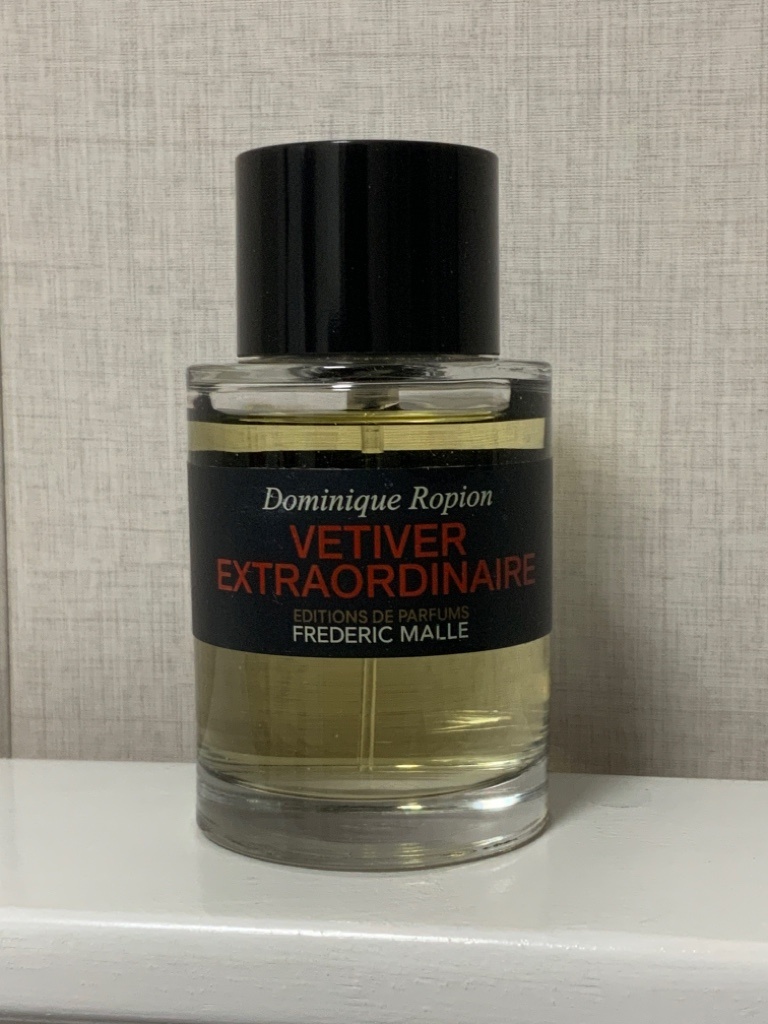 Dominique Ropion
VETIVER
EXTRAORDINAIRE
EDITIONS DE PARFUMS
FREDERIC MALLE